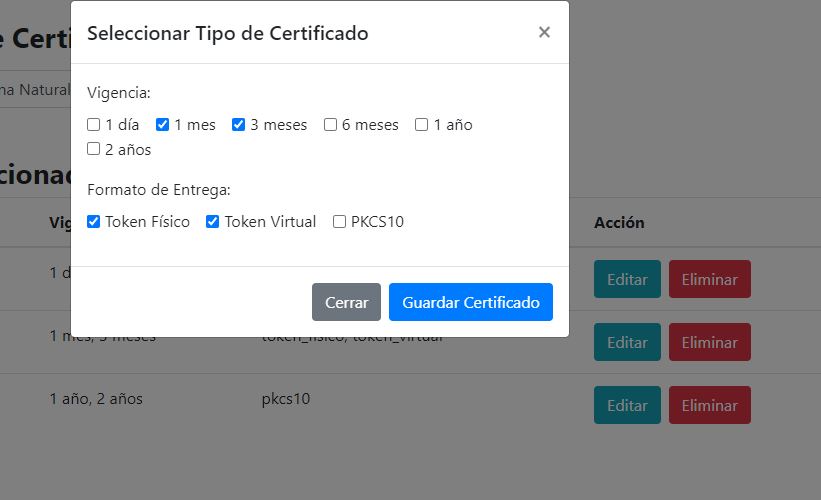 Seleccionar Tipo de Certificado ×
e Certi
na Natural
Vigencia:
1 día 1 mes 3 meses 6 meses 1 año
2 años
cionad
Formato de Entrega:
Token Físico Token Virtual PKCS10
Vig Acción
1 d Editar Eliminar
Cerrar Guardar Certificado
1 mes, 3 meses token_fisico, token_virtual Editar Eliminar
1 año, 2 años pkcs10 Editar Eliminar